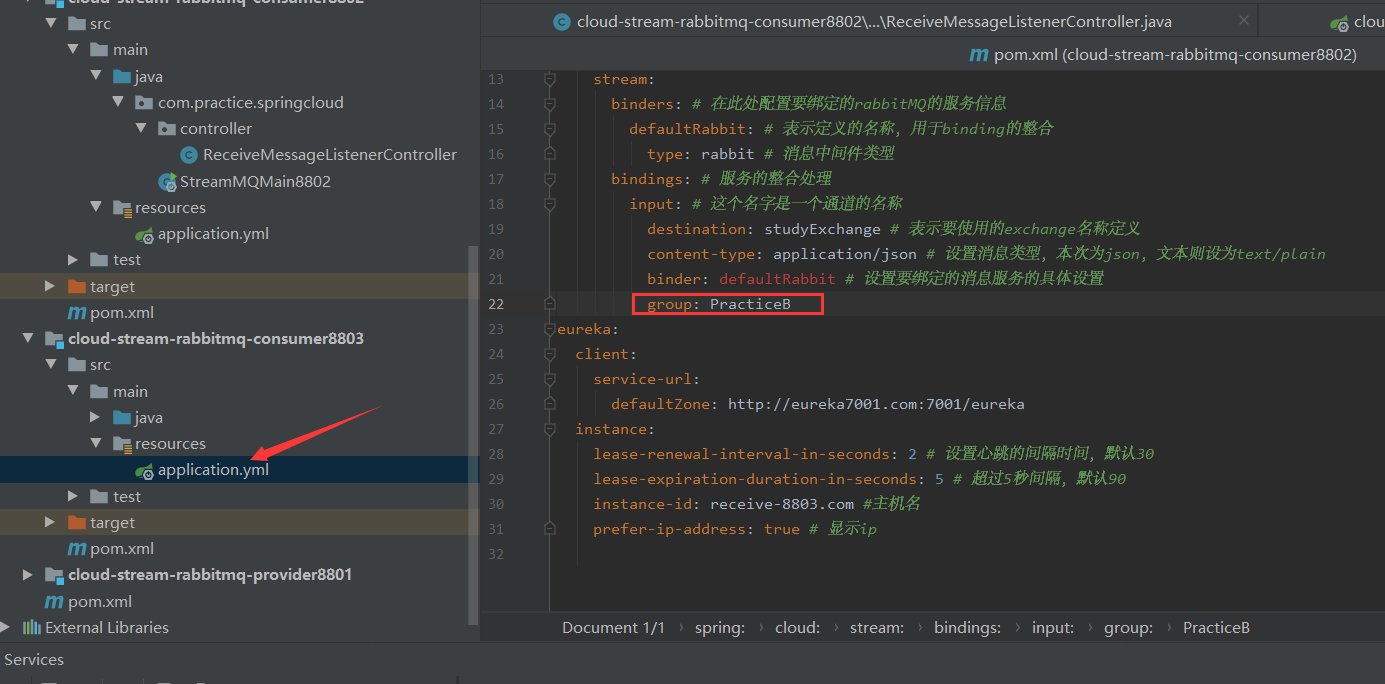 cloud-stream-rabbitmq-consumer8802
src
main
java
com.practice.springcloud
controller
ReceiveMessageListenerController
StreamMQMain8802
resources
application.yml
test
target
pom.xml
cloud-stream-rabbitmq-consumer8803
src
main
java
resources
application.yml
test
target
pom.xml
cloud-stream-rabbitmq-provider8801
pom.xml
External Libraries
Services
cloud-stream-rabbitmq-consumer8802\...\ReceiveMessageListenerController.java
clou
pom.xml (cloud-stream-rabbitmq-consumer8802)
13 stream:
14 binders: # 在此处配置要绑定的rabbitMQ的服务信息
15 defaultRabbit: # 表示定义的名称，用于binding的整合
16 type: rabbit # 消息中间件类型
17 bindings: # 服务的整合处理
18 input: # 这个名字是一个通道的名称
19 destination: studyExchange # 表示要使用的exchange名称定义
20 content-type: application/json # 设置消息类型，本次为json，文本则设为text/plain
21 binder: defaultRabbit # 设置要绑定的消息服务的具体设置
22 group: PracticeB
23 eureka:
24 client:
25 service-url:
26 defaultZone: http://eureka7001.com:7001/eureka
27 instance:
28 lease-renewal-interval-in-seconds: 2 # 设置心跳的间隔时间，默认30
29 lease-expiration-duration-in-seconds: 5 # 超过5秒间隔，默认90
30 instance-id: receive-8803.com #主机名
31 prefer-ip-address: true # 显示ip
32
Document 1/1 › spring: › cloud: › stream: › bindings: › input: › group: › PracticeB